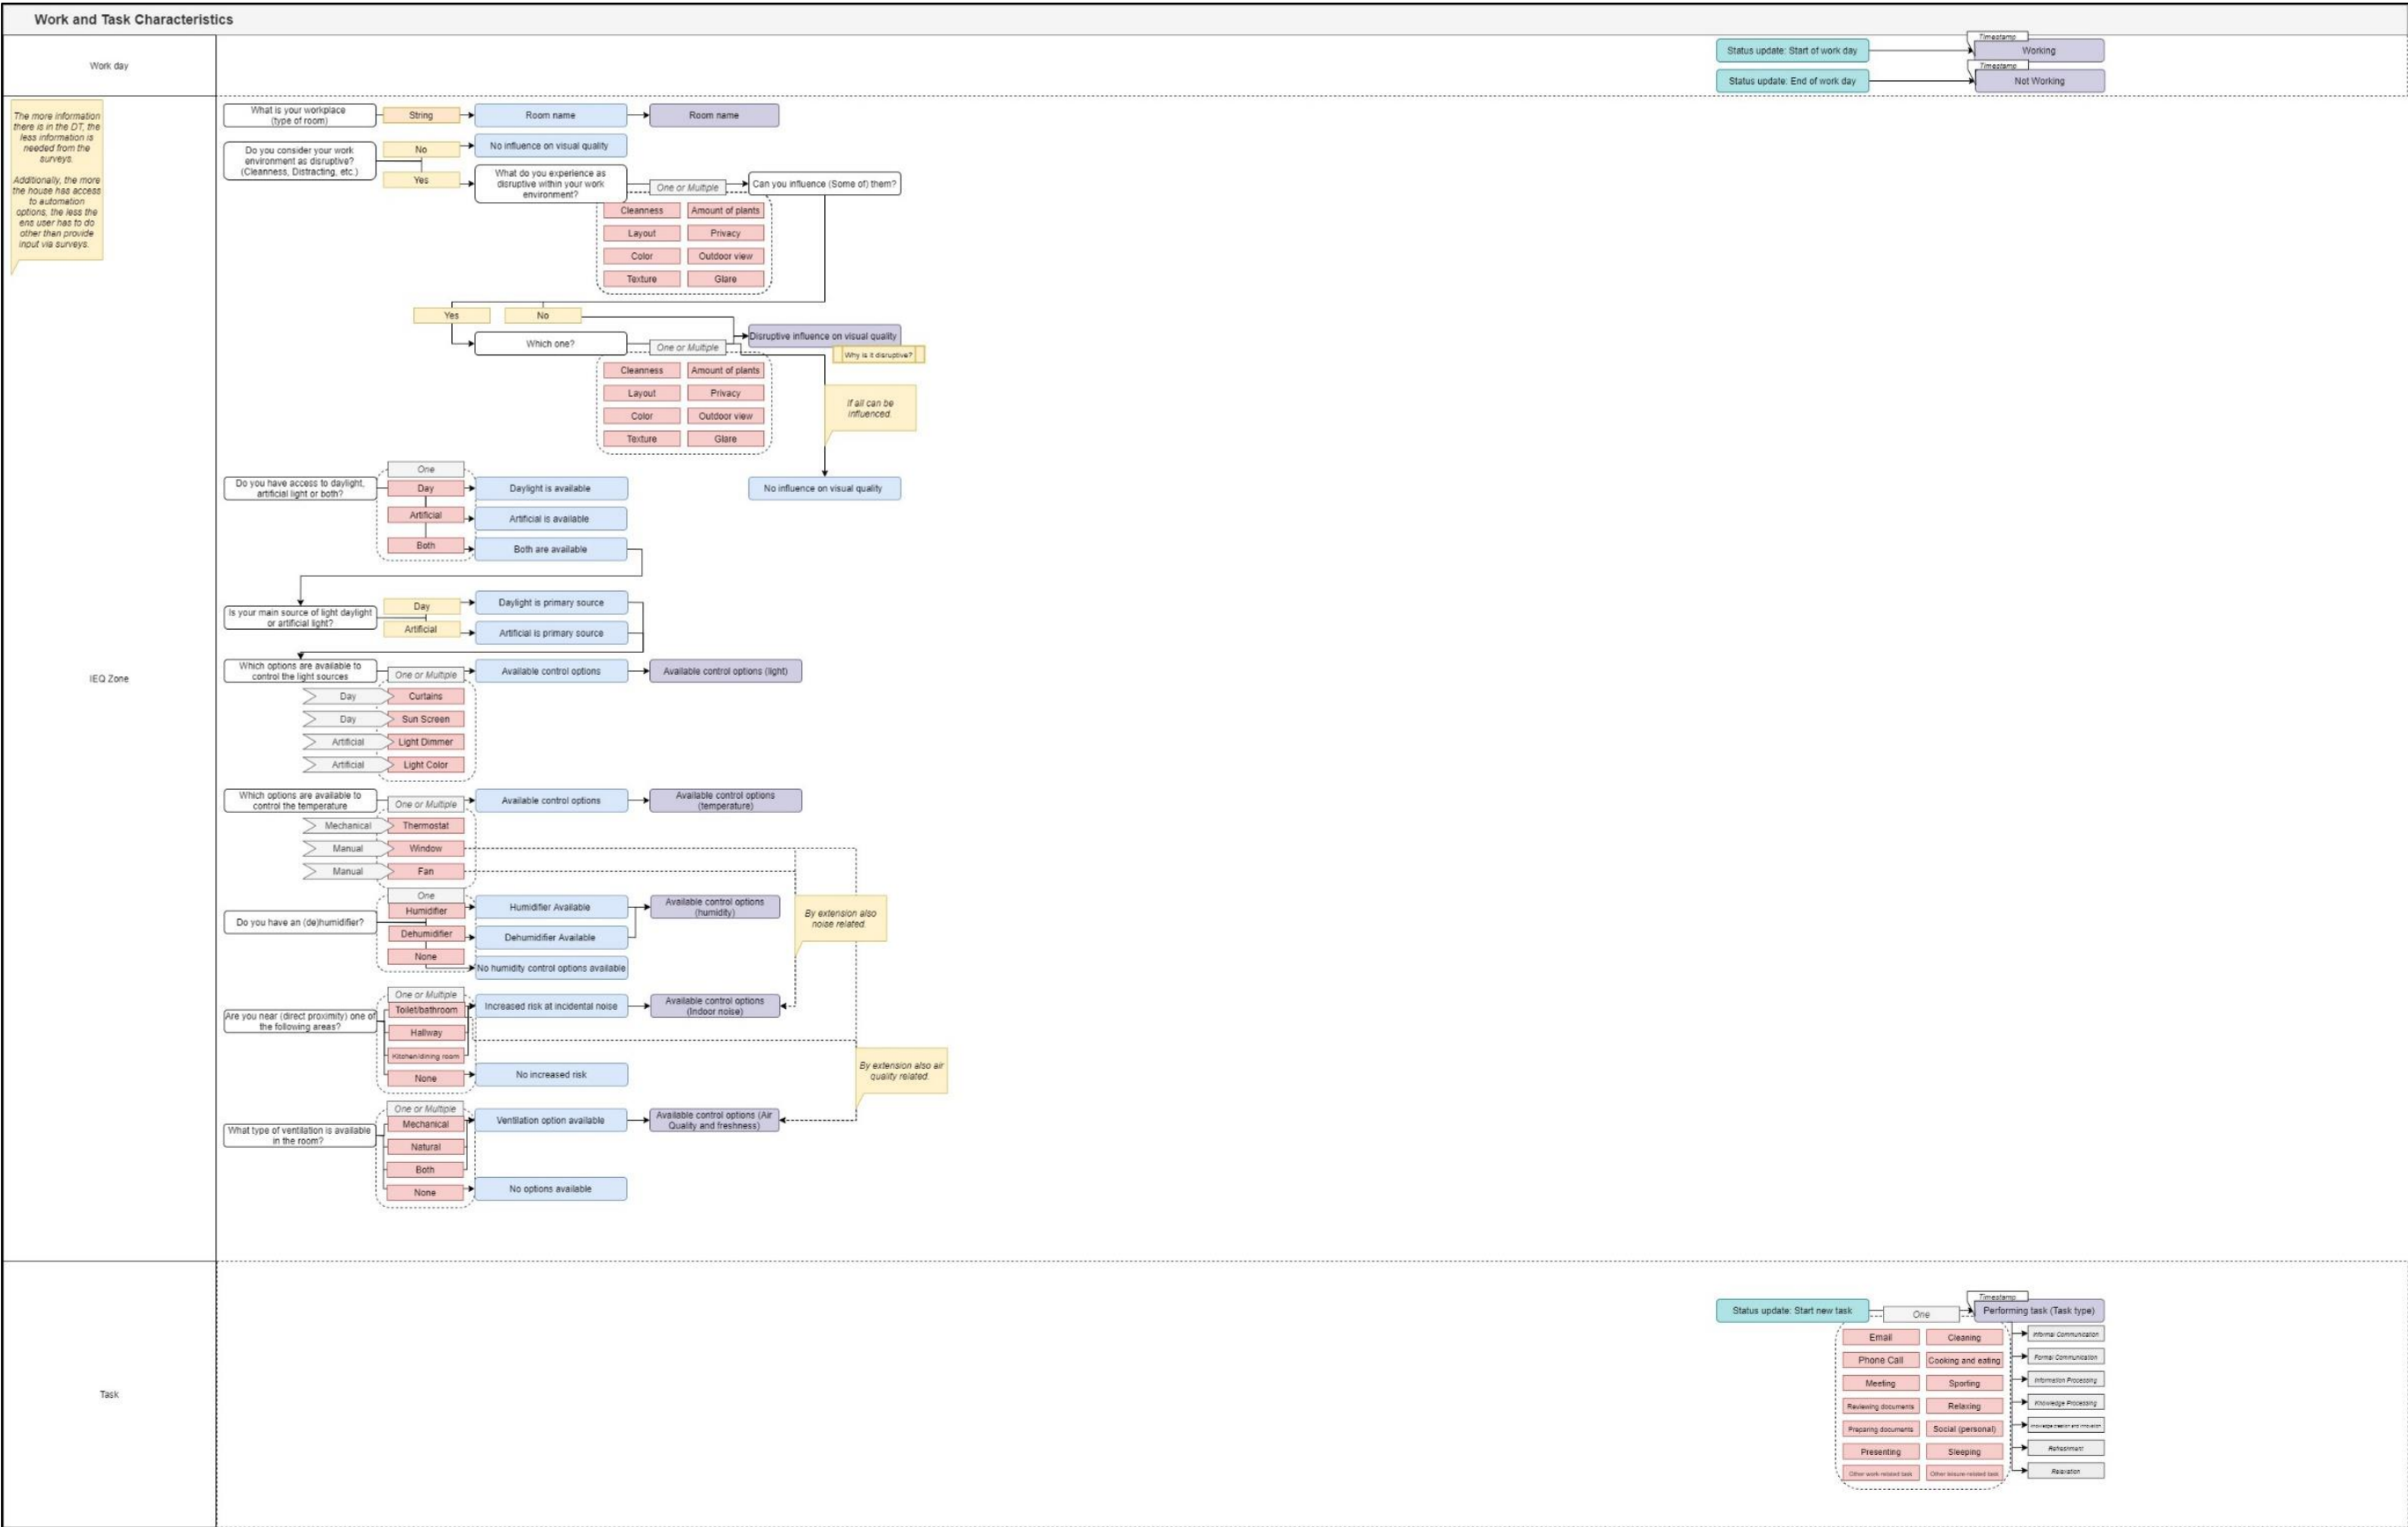 Work and Task Characteristics
Work day
Status update: Start of work day
Timestamp
Working
Status update: End of work day
Timestamp
Not Working
The more information
there is in the DT, the
less information is
needed from the
surveys.
Additionally, the more
the house has access
to automation
options, the less the
ens user has to do
other than provide
input via surveys.
IEQ Zone
What is your workplace
(type of room)
String
Room name
Room name
Do you consider your work
environment as disruptive?
(Cleanness, Distracting, etc.)
No
No influence on visual quality
Yes
What do you experience as
disruptive within your work
environment?
One or Multiple
Can you influence (Some of) them?
Cleanness
Amount of plants
Layout
Privacy
Color
Outdoor view
Texture
Glare
Yes
No
Which one?
One or Multiple
Disruptive influence on visual quality
Why is it disruptive?
Cleanness
Amount of plants
Layout
Privacy
Color
Outdoor view
Texture
Glare
If all can be
influenced.
No influence on visual quality
Do you have access to daylight,
artificial light or both?
One
Day
Daylight is available
Artificial
Artificial is available
Both
Both are available
Is your main source of light daylight
or artificial light?
Day
Daylight is primary source
Artificial
Artificial is primary source
Which options are available to
control the light sources
One or Multiple
Available control options
Available control options (light)
Day
Curtains
Day
Sun Screen
Artificial
Light Dimmer
Artificial
Light Color
Which options are available to
control the temperature
One or Multiple
Available control options
Available control options
(temperature)
Mechanical
Thermostat
Manual
Window
Manual
Fan
Do you have an (de)humidifier?
One
Humidifier
Humidifier Available
Available control options
(humidity)
Dehumidifier
Dehumidifier Available
None
No humidity control options available
By extension also
noise related.
Are you near (direct proximity) one of
the following areas?
One or Multiple
Toilet/bathroom
Increased risk at incidental noise
Available control options
(Indoor noise)
Hallway
Kitchen/dining room
None
No increased risk
By extension also air
quality related.
What type of ventilation is available
in the room?
One or Multiple
Mechanical
Ventilation option available
Available control options (Air
Quality and freshness)
Natural
Both
None
No options available
Task
Status update: Start new task
One
Timestamp
Performing task (Task type)
Email
Cleaning
Informal Communication
Phone Call
Cooking and eating
Formal Communication
Meeting
Sporting
Information Processing
Reviewing documents
Relaxing
Knowledge Processing
Preparing documents
Social (personal)
Knowledge creation and innovation
Presenting
Sleeping
Refreshment
Other work-related task
Other leisure-related task
Relaxation